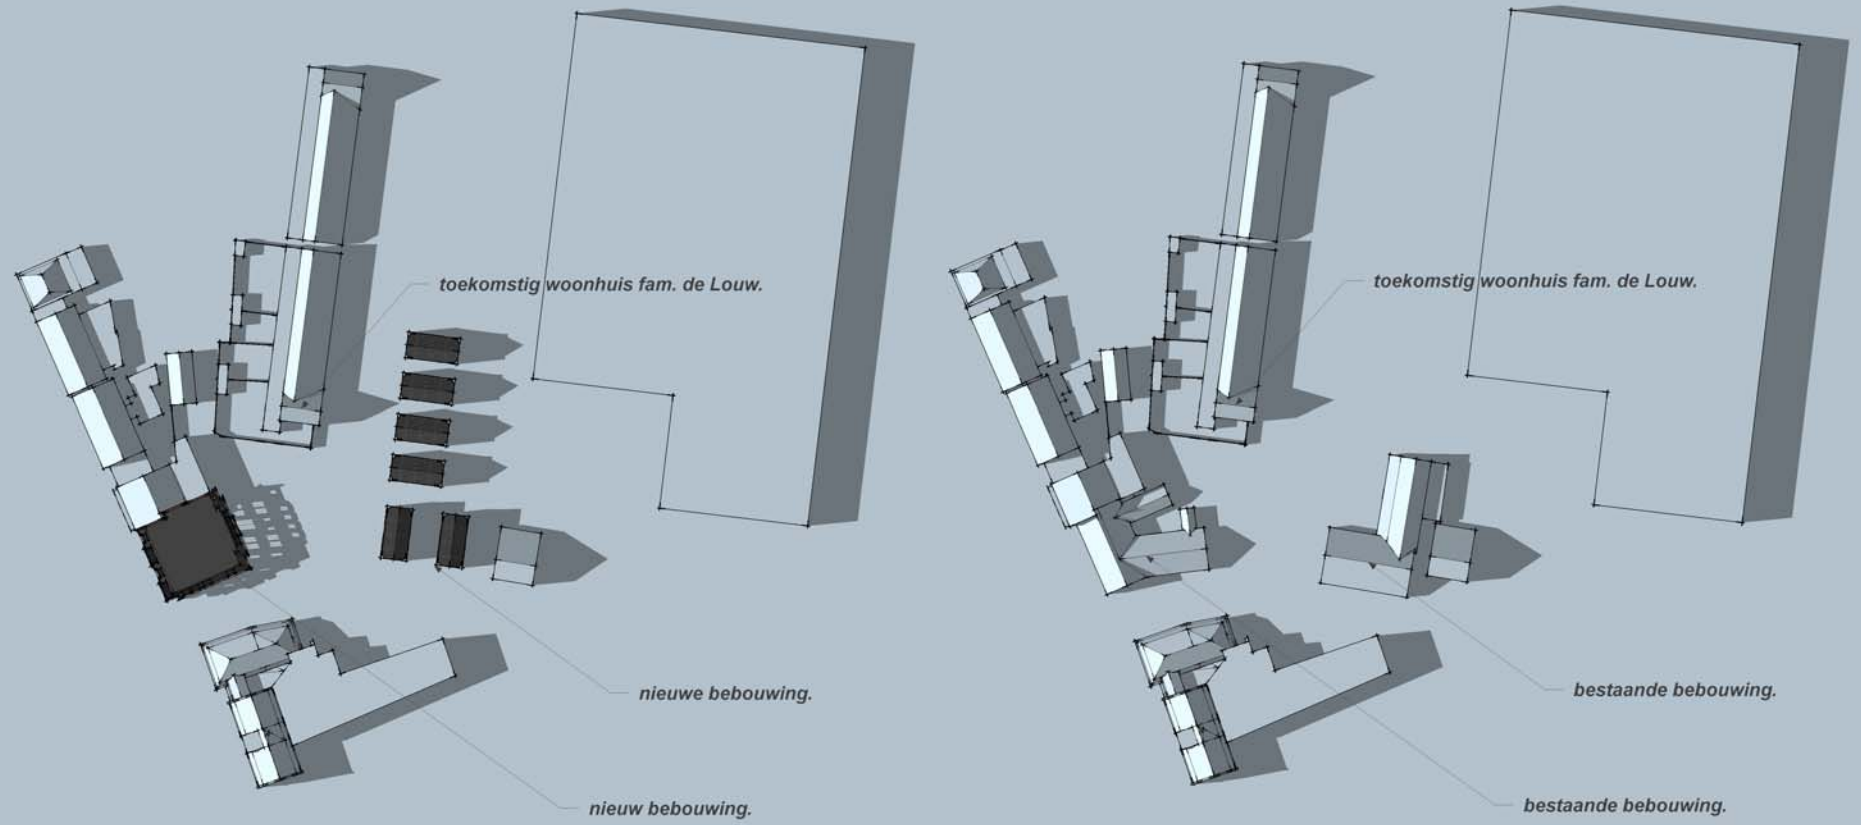 toekomstig woonhuis fam. de Louw.
nieuwe bebouwing.
nieuw bebouwing.
toekomstig woonhuis fam. de Louw.
bestaande bebouwing.
bestaande bebouwing.